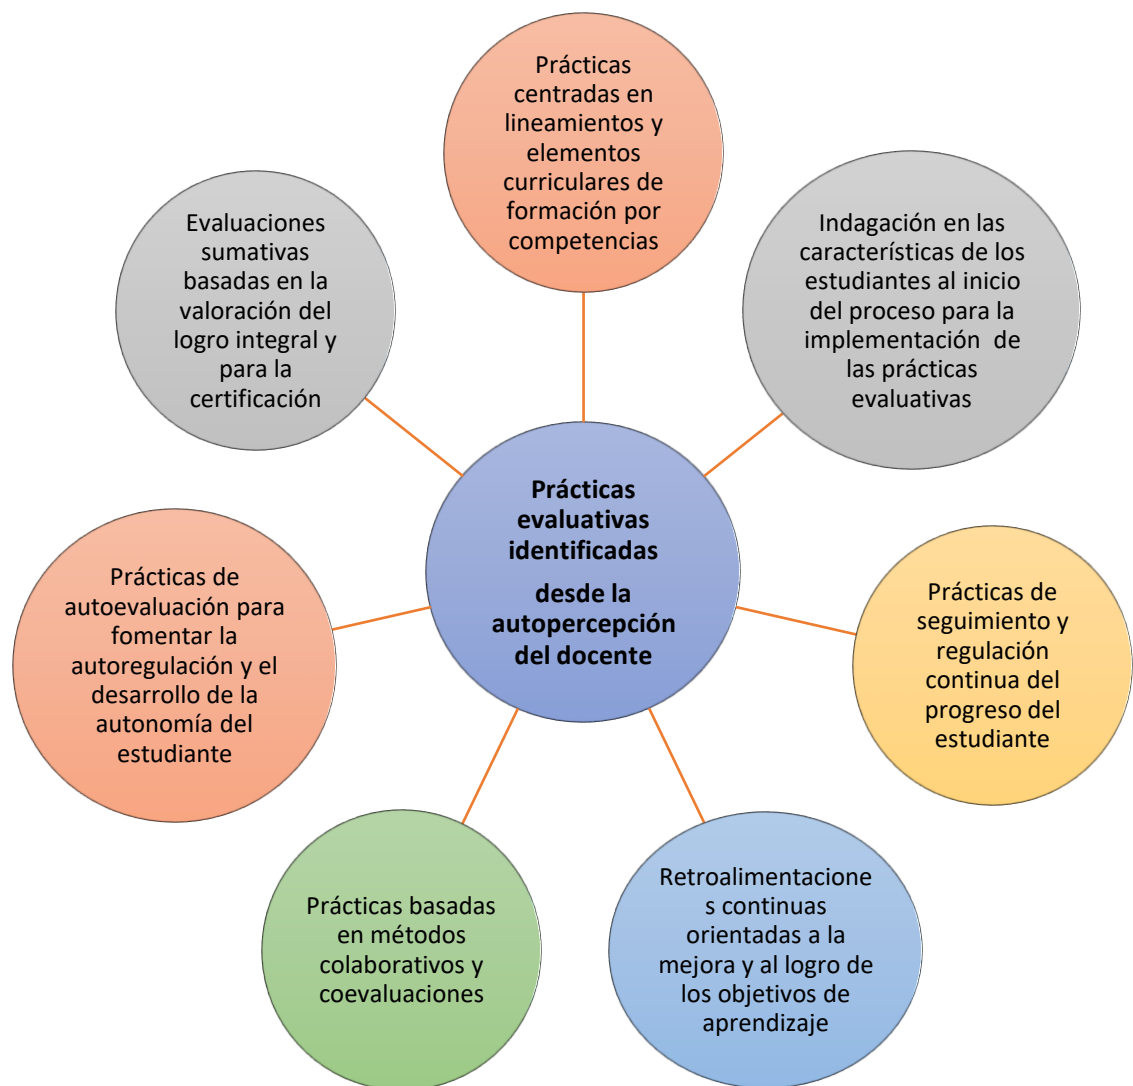 Prácticas
centradas en
lineamientos y
elementos
curriculares de
formación por
competencias
Indagación en las
características de los
estudiantes al inicio
del proceso para la
implementación  de
las prácticas
evaluativas
Prácticas de
seguimiento y
regulación
continua del
progreso del
estudiante
Retroalimentacione
s continuas
orientadas a la
mejora y al logro de
los objetivos de
aprendizaje
Prácticas basadas
en métodos
colaborativos y
coevaluaciones
Prácticas de
autoevaluación para
fomentar la
autoregulación y el
desarrollo de la
autonomía del
estudiante
Evaluaciones
sumativas
basadas en la
valoración del
logro integral y
para la
certificación
Prácticas
evaluativas
identificadas
desde la
autopercepción
del docente